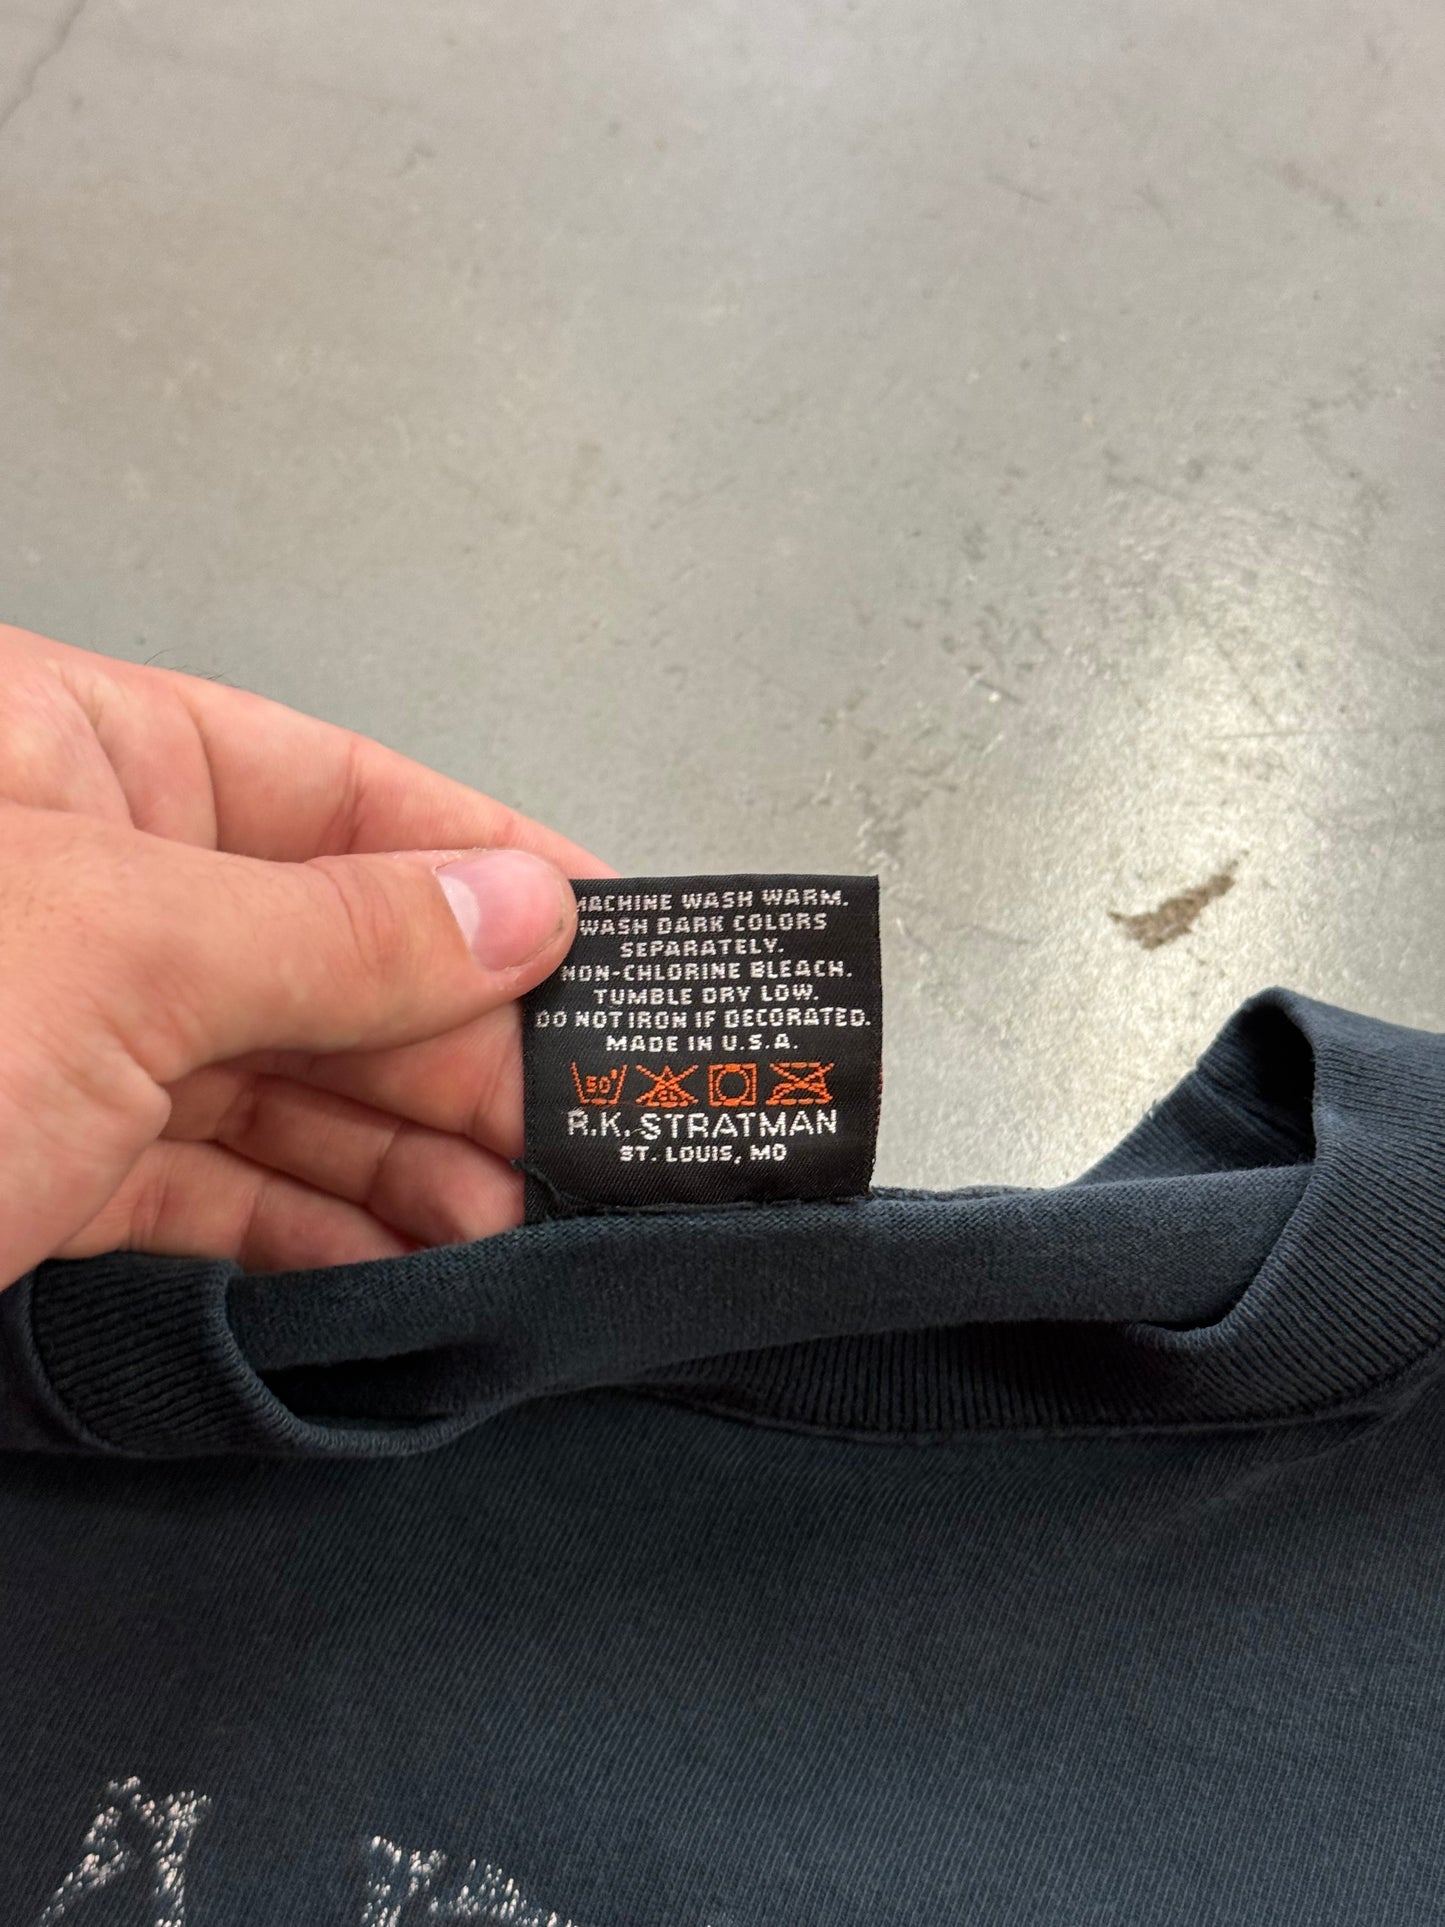 MACHINE WASH WARM.
WASH DARK COLORS
SEPARATELY.
NON-CHLORINE BLEACH.
TUMBLE DRY LOW.
DO NOT IRON IF DECORATED.
MADE IN U.S.A.
50° CL
R.K. STRATMAN
ST. LOUIS, MO